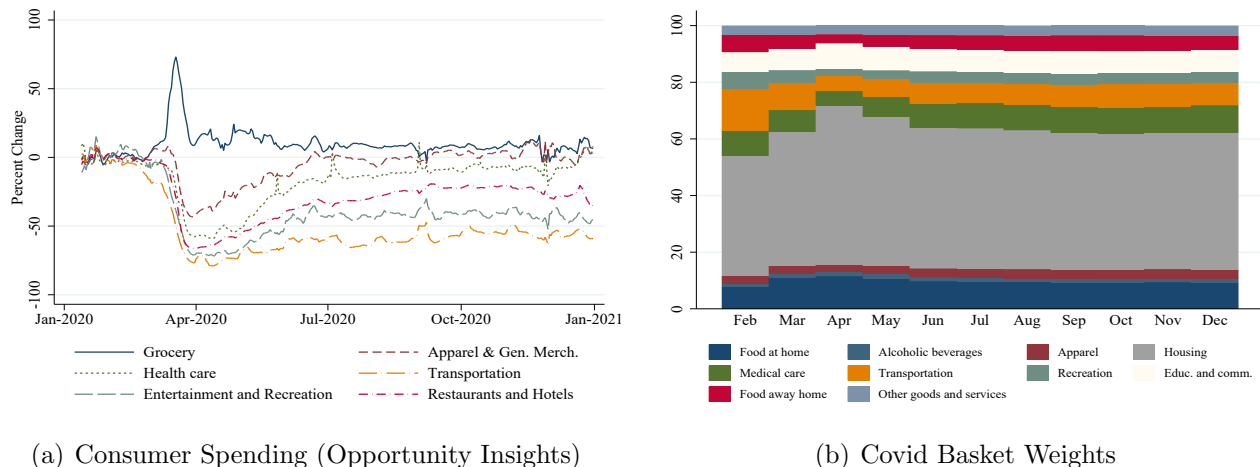 100
50
0
-50
-100
Percent Change
Jan-2020 Apr-2020 Jul-2020 Oct-2020 Jan-2021
Grocery Apparel & Gen. Merch.
Health care Transportation
Entertainment and Recreation Restaurants and Hotels
(a) Consumer Spending (Opportunity Insights)
100
80
60
40
20
0
Feb Mar Apr May Jun Jul Aug Sep Oct Nov Dec
Food at home Alcoholic beverages Apparel Housing
Medical care Transportation Recreation Educ. and comm.
Food away home Other goods and services
(b) Covid Basket Weights